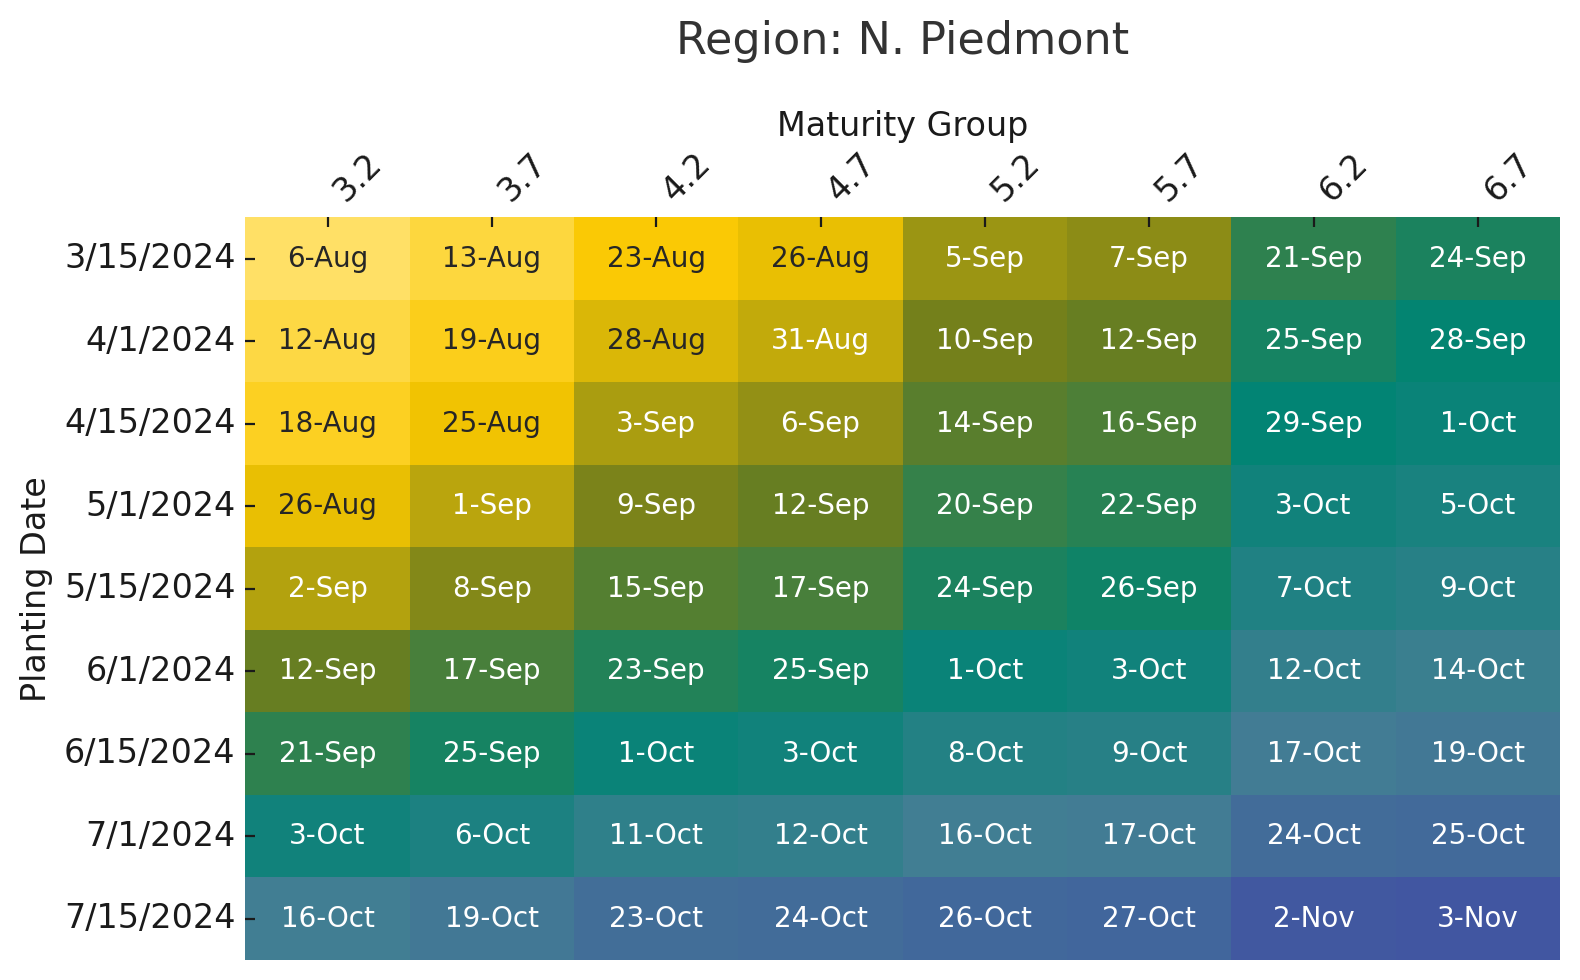 Region: N. Piedmont
Maturity Group
3.2 3.7 4.2 4.7 5.2 5.7 6.2 6.7
Planting Date
3/15/2024 6-Aug 13-Aug 23-Aug 26-Aug 5-Sep 7-Sep 21-Sep 24-Sep
4/1/2024 12-Aug 19-Aug 28-Aug 31-Aug 10-Sep 12-Sep 25-Sep 28-Sep
4/15/2024 18-Aug 25-Aug 3-Sep 6-Sep 14-Sep 16-Sep 29-Sep 1-Oct
5/1/2024 26-Aug 1-Sep 9-Sep 12-Sep 20-Sep 22-Sep 3-Oct 5-Oct
5/15/2024 2-Sep 8-Sep 15-Sep 17-Sep 24-Sep 26-Sep 7-Oct 9-Oct
6/1/2024 12-Sep 17-Sep 23-Sep 25-Sep 1-Oct 3-Oct 12-Oct 14-Oct
6/15/2024 21-Sep 25-Sep 1-Oct 3-Oct 8-Oct 9-Oct 17-Oct 19-Oct
7/1/2024 3-Oct 6-Oct 11-Oct 12-Oct 16-Oct 17-Oct 24-Oct 25-Oct
7/15/2024 16-Oct 19-Oct 23-Oct 24-Oct 26-Oct 27-Oct 2-Nov 3-Nov